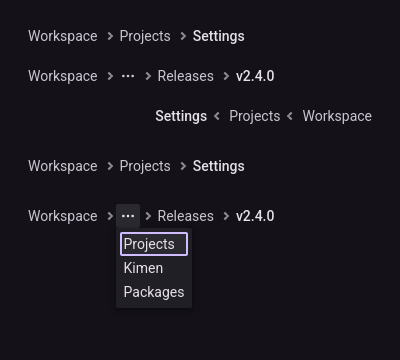 Workspace Projects Settings
Workspace ... Releases v2.4.0
Settings Projects Workspace
Workspace Projects Settings
Workspace ... Releases v2.4.0
Projects
Kimen
Packages